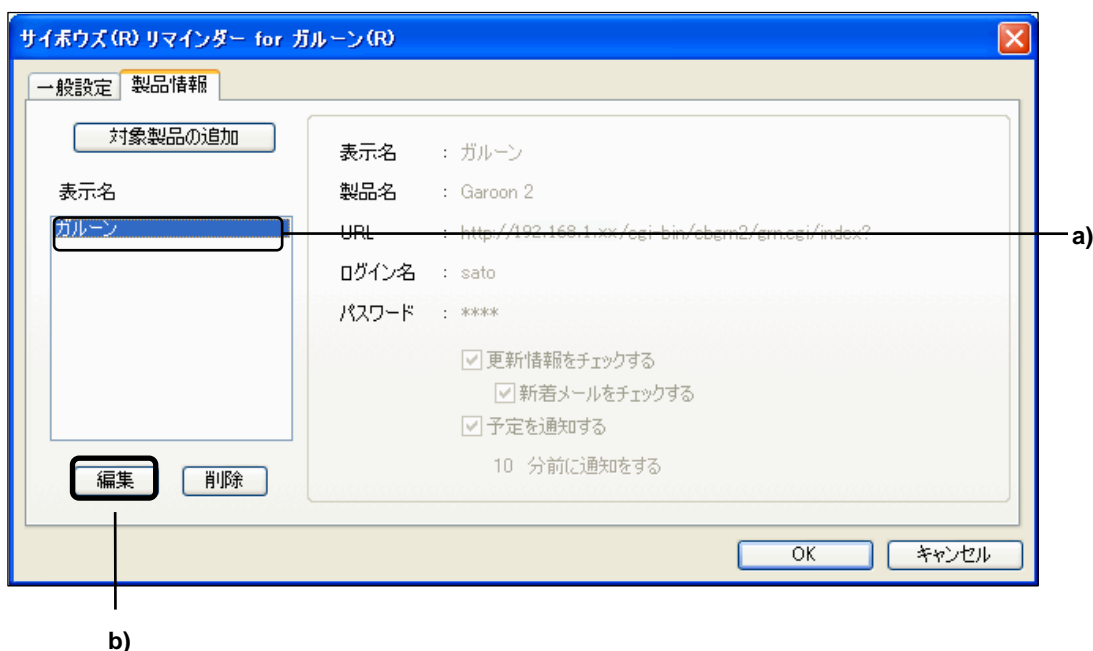 サイボウズ(R) リマインダー for ガルーン(R)
一般設定 製品情報
対象製品の追加
表示名
ガルーン
編集 削除
表示名 : ガルーン
製品名 : Garoon 2
URL : http://192.168.1.xx/cgi-bin/cbgrn2/grn.cgi/index?
ログイン名 : sato
パスワード : ****
更新情報をチェックする
新着メールをチェックする
予定を通知する
10 分前に通知をする
OK キャンセル
a)
b)